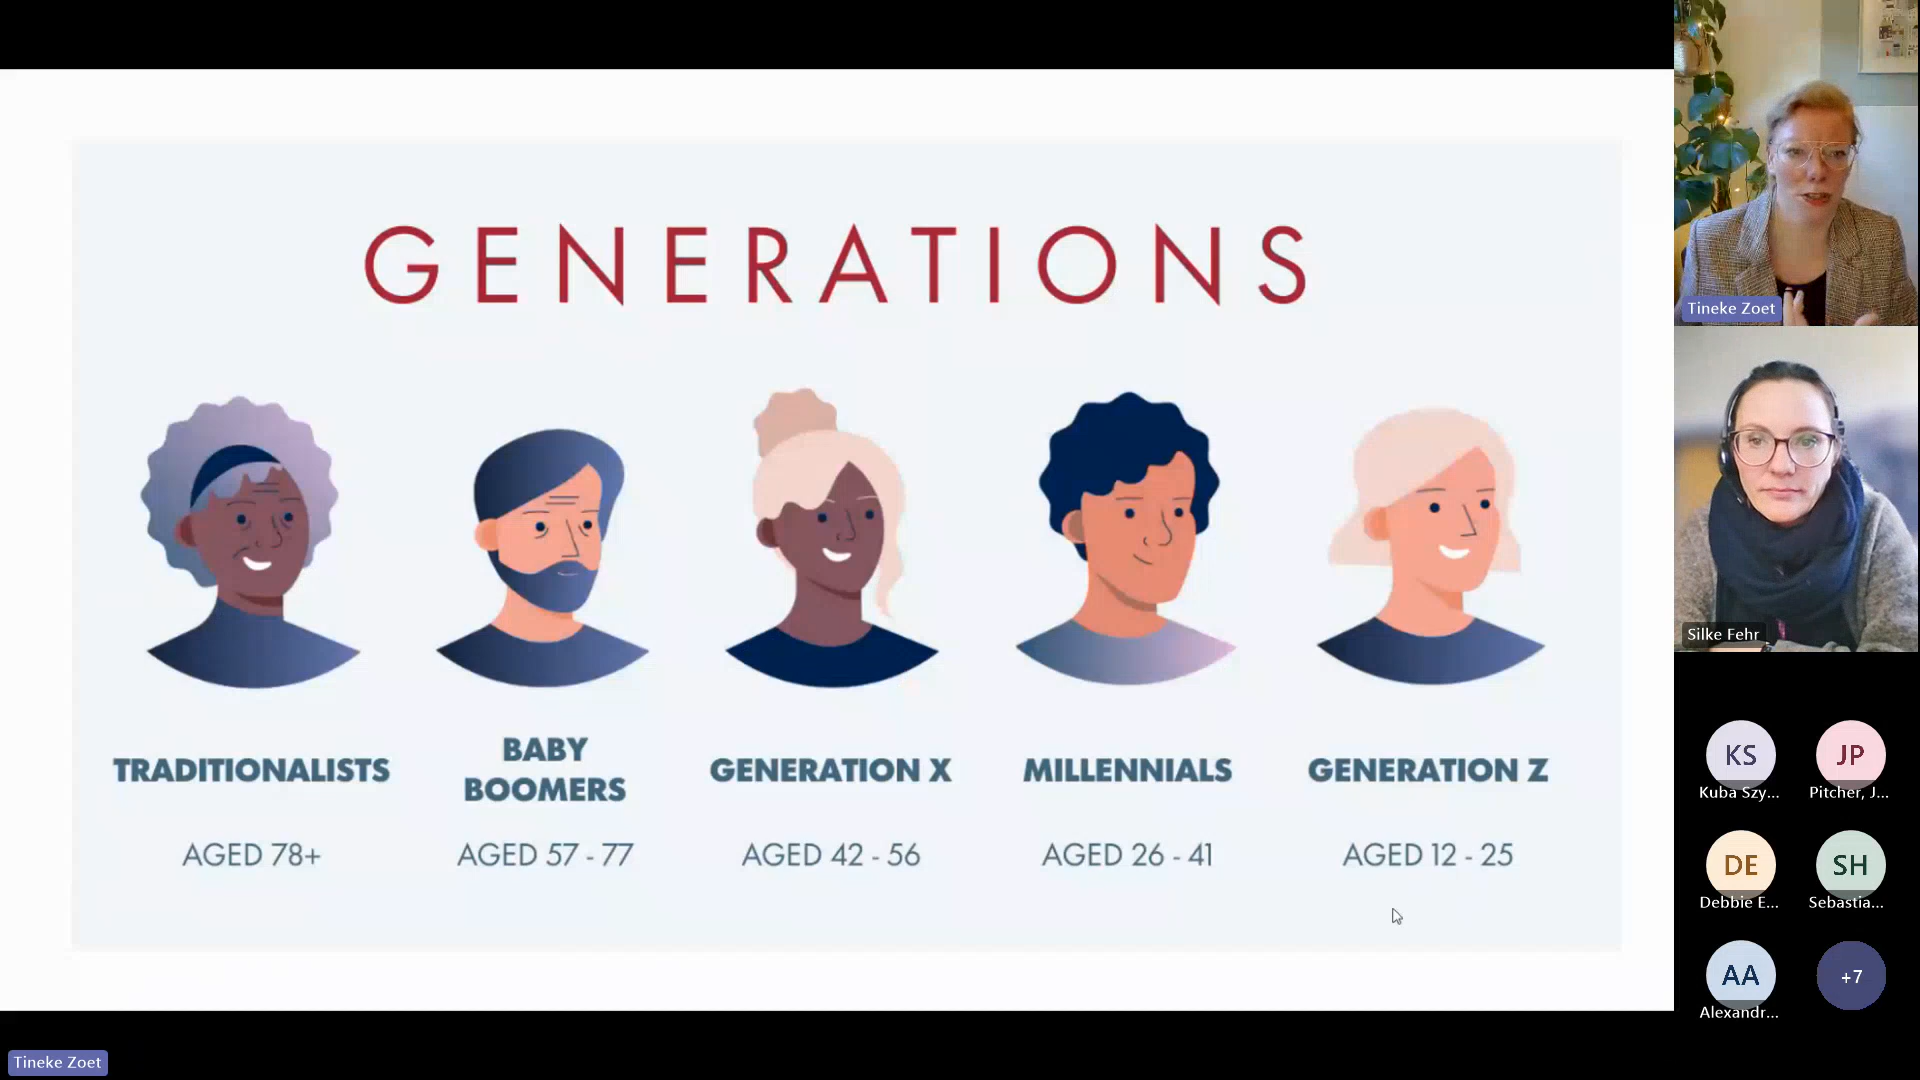 GENERATIONS
TRADITIONALISTS
AGED 78+
BABY
BOOMERS
AGED 57 - 77
GENERATION X
AGED 42 - 56
MILLENNIALS
AGED 26 - 41
GENERATION Z
AGED 12 - 25
Tineke Zoet
Silke Fehr
KS
Kuba Szy...
JP
Pitcher, J...
DE
Debbie E...
SH
Sebastia...
AA
Alexandr...
+7
Tineke Zoet